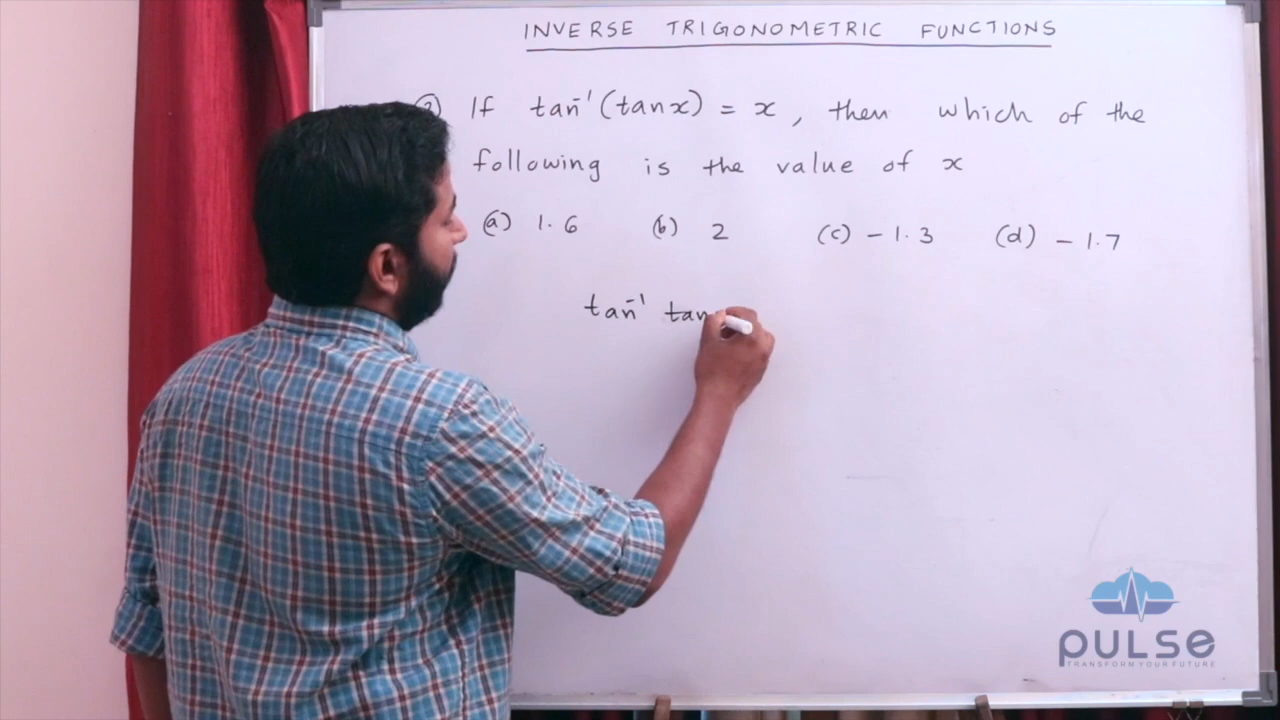 INVERSE TRIGONOMETRIC FUNCTIONS
If tan⁻¹(tanx) = x, then which of the
following is the value of x
(a) 1.6 (b) 2 (c) -1.3 (d) -1.7
tan⁻¹ tan
PULSE
TRANSFORM YOUR FUTURE